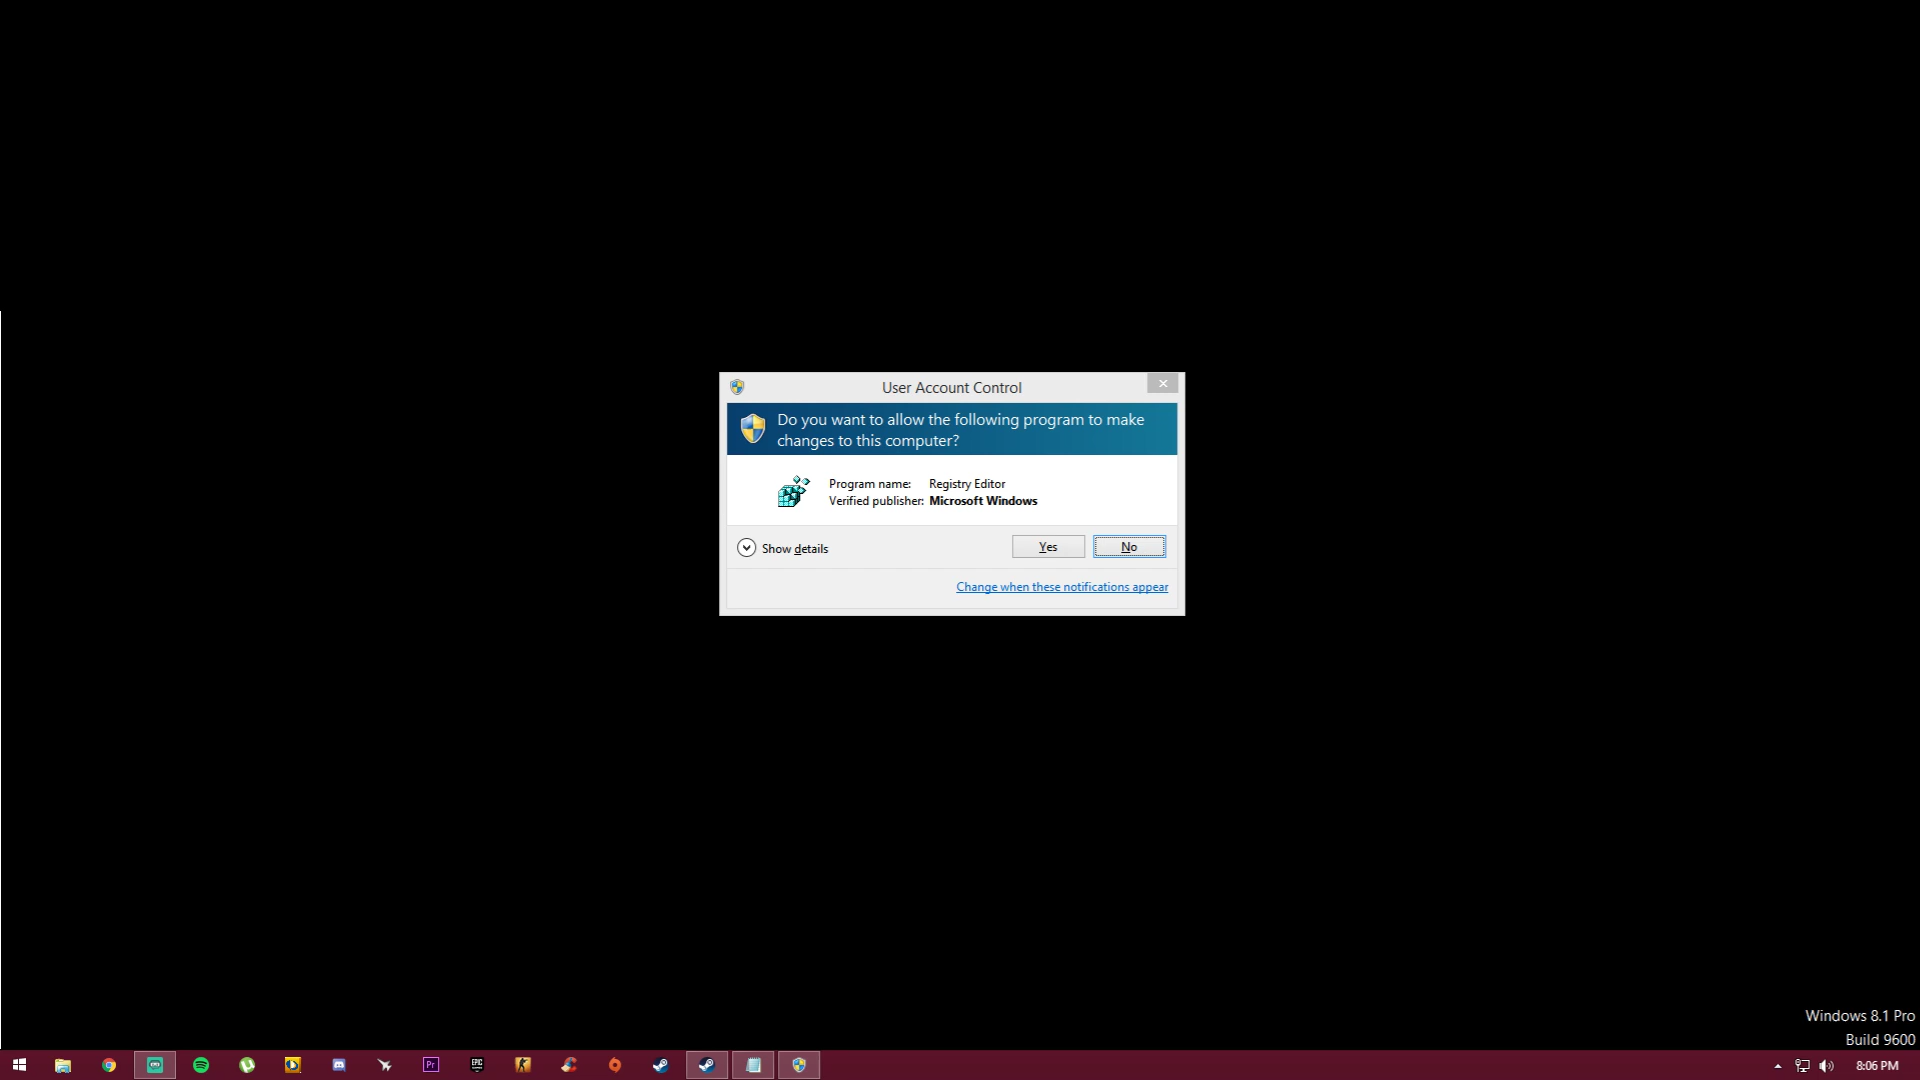 User Account Control
Do you want to allow the following program to make
changes to this computer?
Program name: Registry Editor
Verified publisher: Microsoft Windows
Show details
Yes
No
Change when these notifications appear
Windows 8.1 Pro
Build 9600
Pr
EPIC
8:06 PM